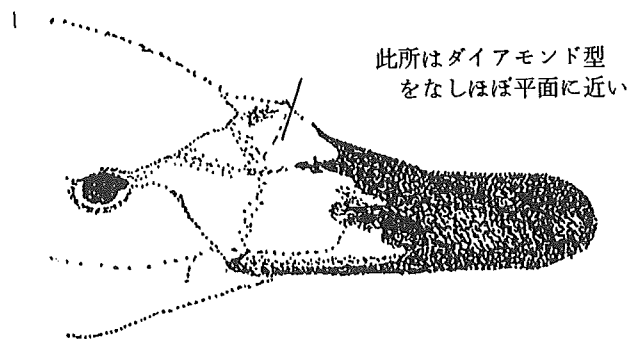 1
此所はダイアモンド型
をなしほぼ平面に近い